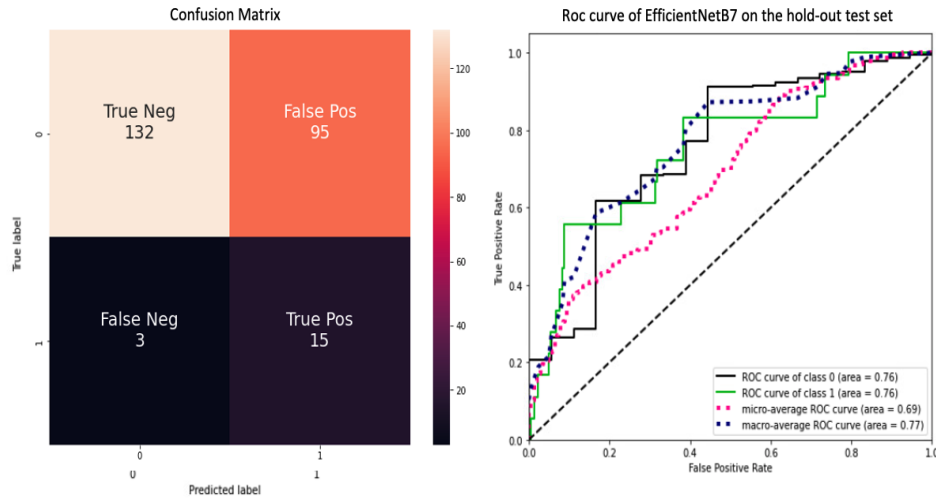 Confusion Matrix
True Neg
132
False Pos
95
False Neg
3
True Pos
15
True label
0
1
0
1
0
1
Predicted label
120
100
80
60
40
20
Roc curve of EfficientNetB7 on the hold-out test set
True Positive Rate
1.0
0.8
0.6
0.4
0.2
0.0
0.0
0.2
0.4
0.6
0.8
1.0
False Positive Rate
ROC curve of class 0 (area = 0.76)
ROC curve of class 1 (area = 0.76)
micro-average ROC curve (area = 0.69)
macro-average ROC curve (area = 0.77)